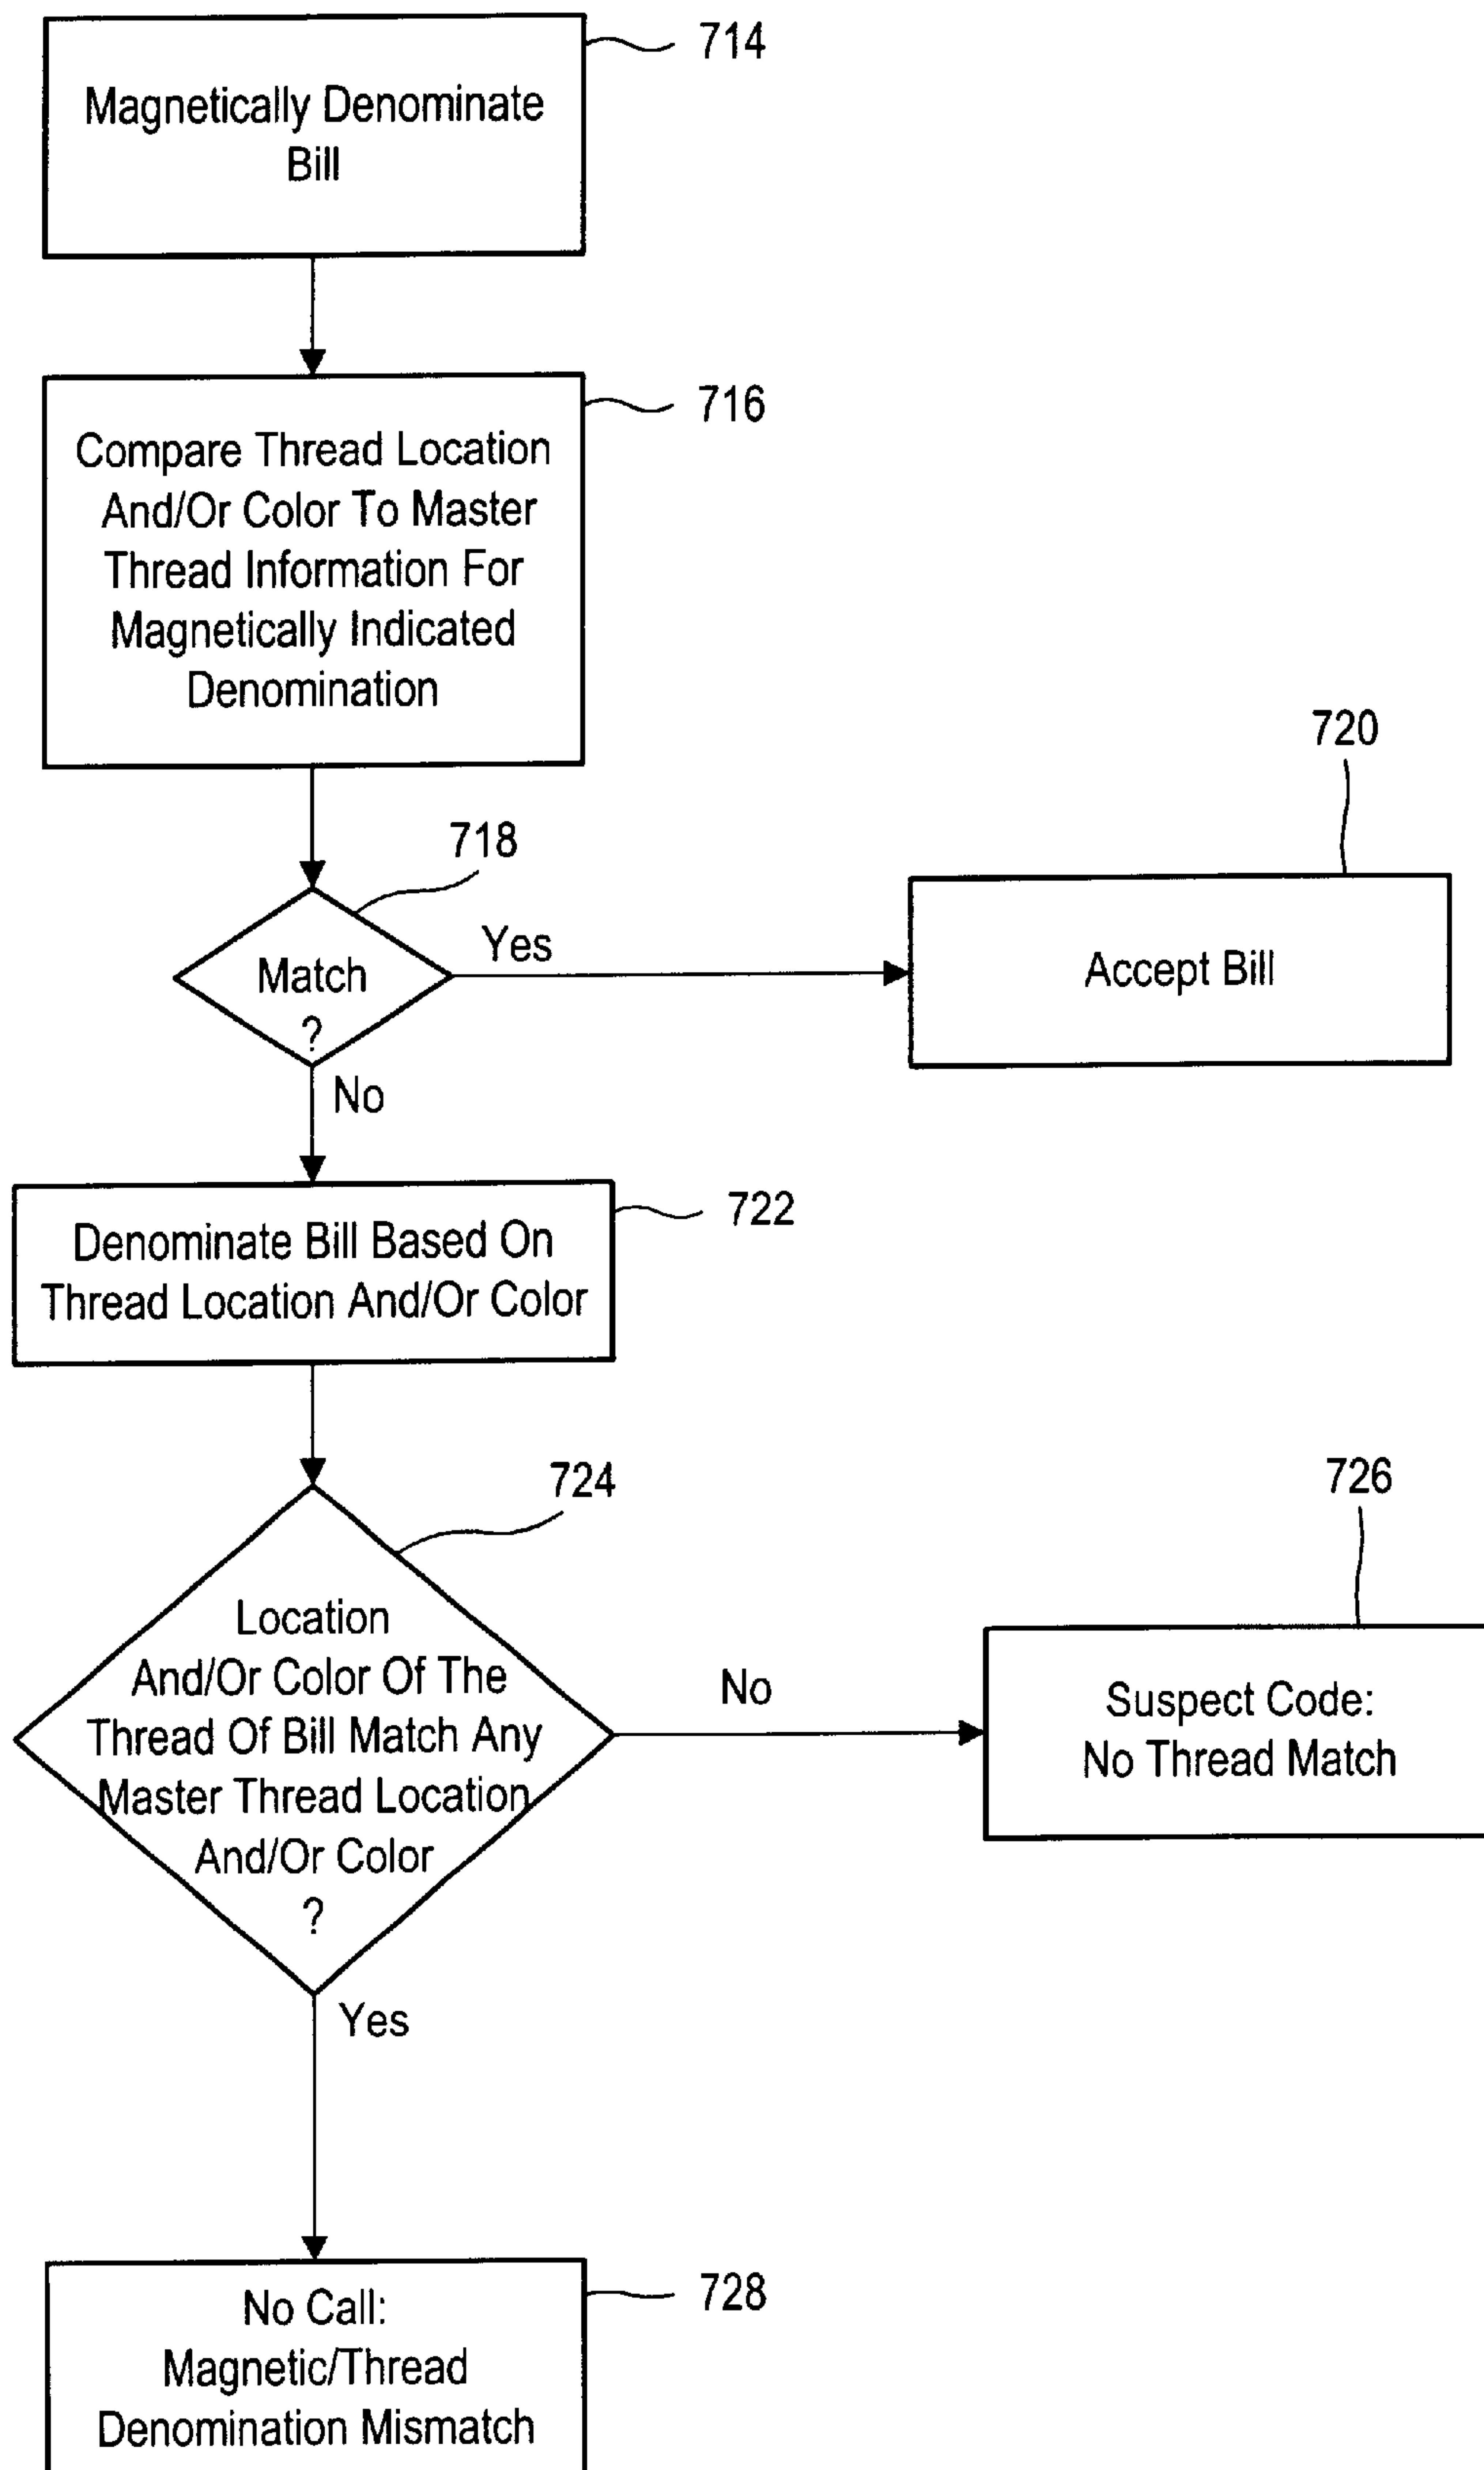 714
Magnetically Denominate
Bill
716
Compare Thread Location
And/Or Color To Master
Thread Information For
Magnetically Indicated
Denomination
720
718
Match
?
Yes
Accept Bill
No
722
Denominate Bill Based On
Thread Location And/Or Color
724
726
Location
And/Or Color Of The
Thread Of Bill Match Any
Master Thread Location
And/Or Color
?
No
Suspect Code:
No Thread Match
Yes
728
No Call:
Magnetic/Thread
Denomination Mismatch